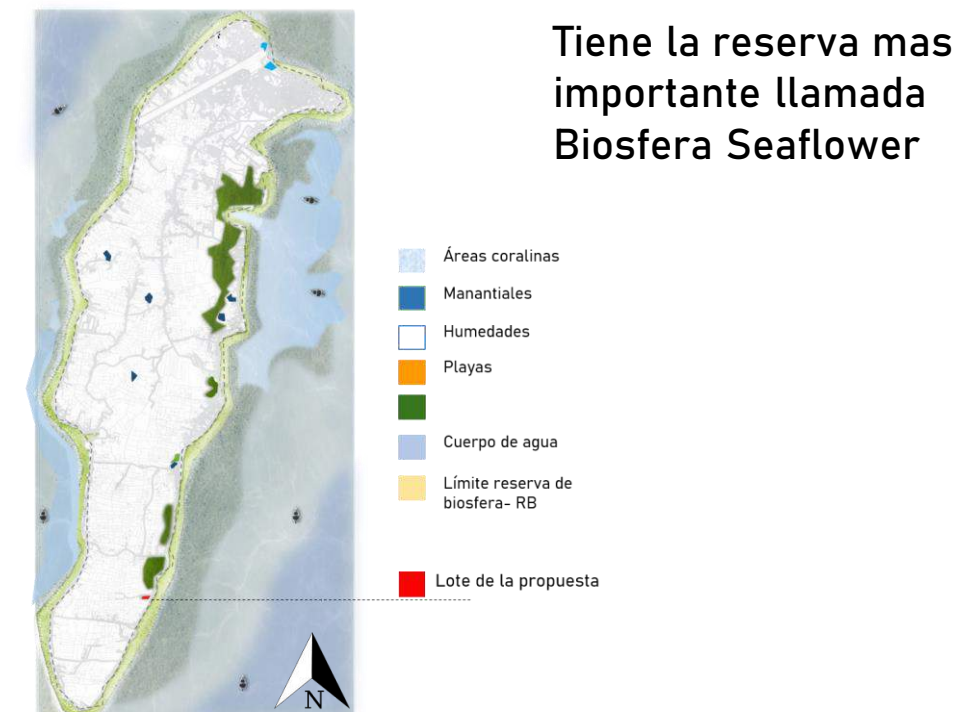 Tiene la reserva mas
importante llamada
Biosfera Seaflower
Áreas coralinas
Manantiales
Humedades
Playas
Cuerpo de agua
Límite reserva de
biosfera- RB
Lote de la propuesta
N